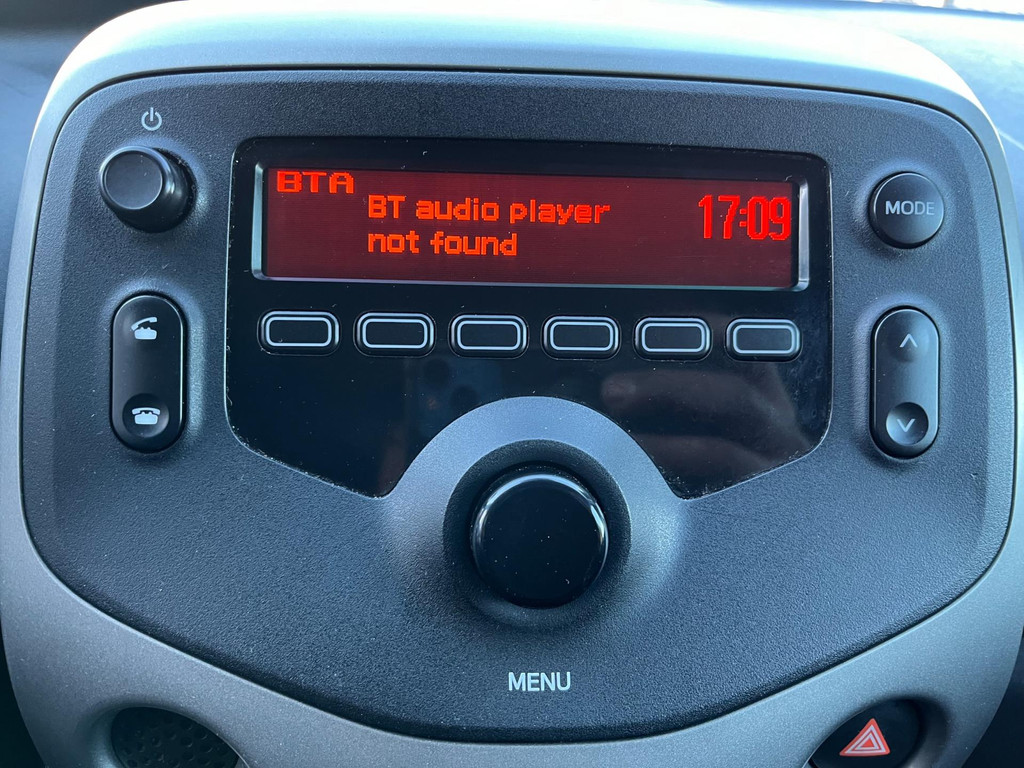 BTA
BT audio player
not found
17:09
MODE
MENU